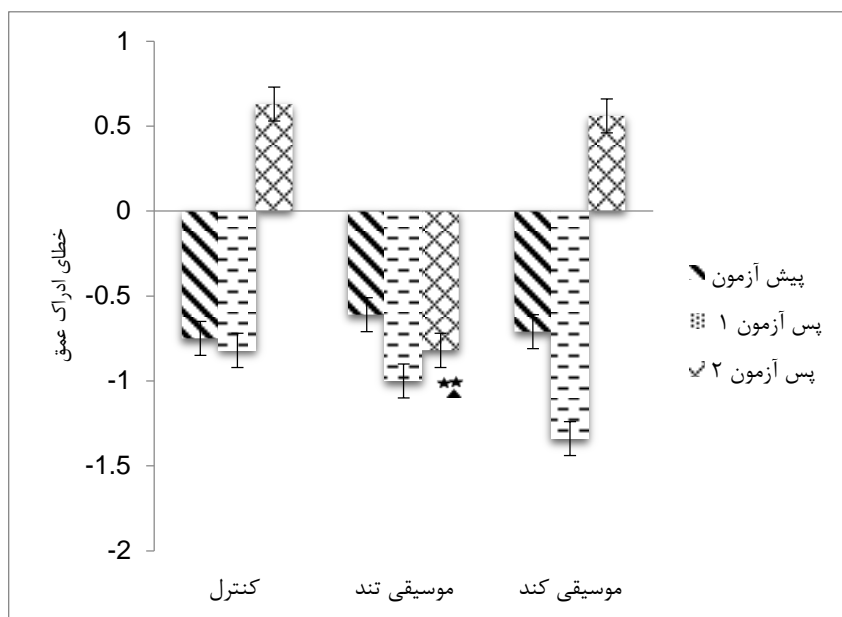 1
0.5
0
-0.5
-1
-1.5
-2
خطای ادراک عمق
کنترل
موسیقی تند
موسیقی کند
پیش آزمون
پس آزمون ۱
پس آزمون ۲
★★
▲